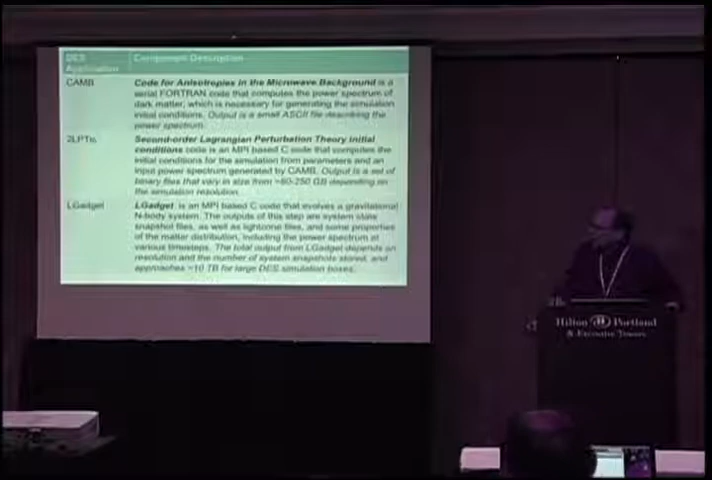 DES Component Description
Application
CAMB Code for Anisotropies in the Microwave Background is a
serial FORTRAN code that computes the power spectrum of
dark matter, which is necessary for generating the simulation
initial conditions. Output is a small ASCII file describing the
power spectrum.
2LPTic Second-order Lagrangian Perturbation Theory initial
conditions code is an MPI based C code that computes the
initial conditions for the simulation from parameters and an
input power spectrum generated by CAMB. Output is a set of
binary files that vary in size from ~80-250 GB depending on
the simulation resolution.
LGadget LGadget is an MPI based C code that evolves a gravitational
N-body system. The outputs of this step are system state
snapshot files, as well as lightcone files, and some properties
of the matter distribution, including the power spectrum at
various timesteps. The total output from LGadget depends on
resolution and the number of system snapshots stored, and
approaches ~10 TB for large DES simulation boxes.
Hilton Portland
& Executive Tower